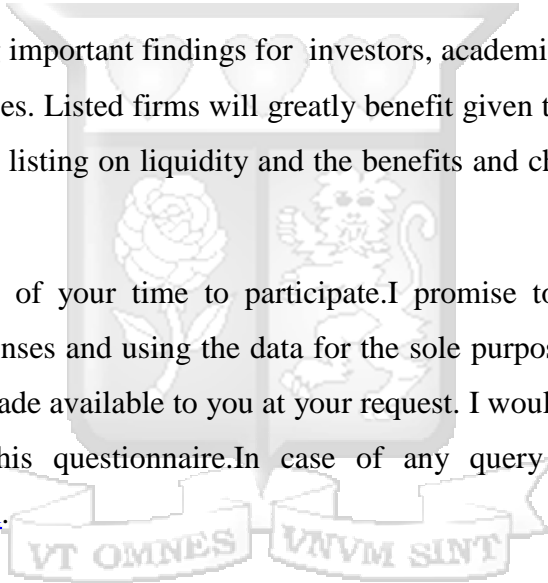 important findings for investors, academi
es. Listed firms will greatly benefit given t
listing on liquidity and the benefits and ch
of your time to participate.I promise to
nses and using the data for the sole purpos
ade available to you at your request. I woul
his questionnaire.In case of any query
.
VT OMNES VNVM SINT